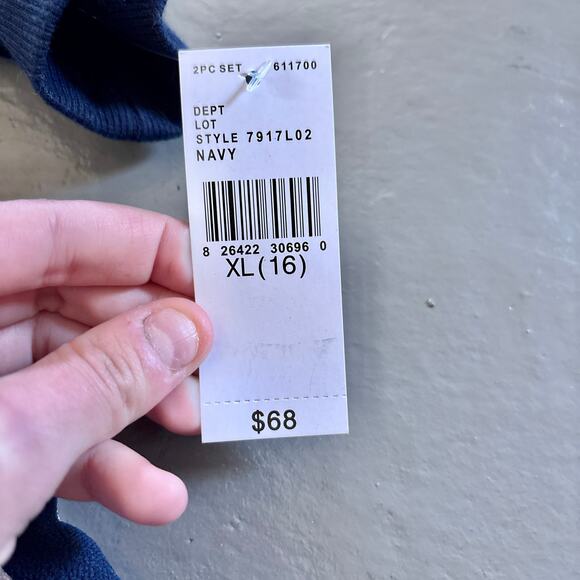 2PC SET 611700
DEPT
LOT
STYLE 7917L02
NAVY
8 26422 30696 0
XL(16)
$68